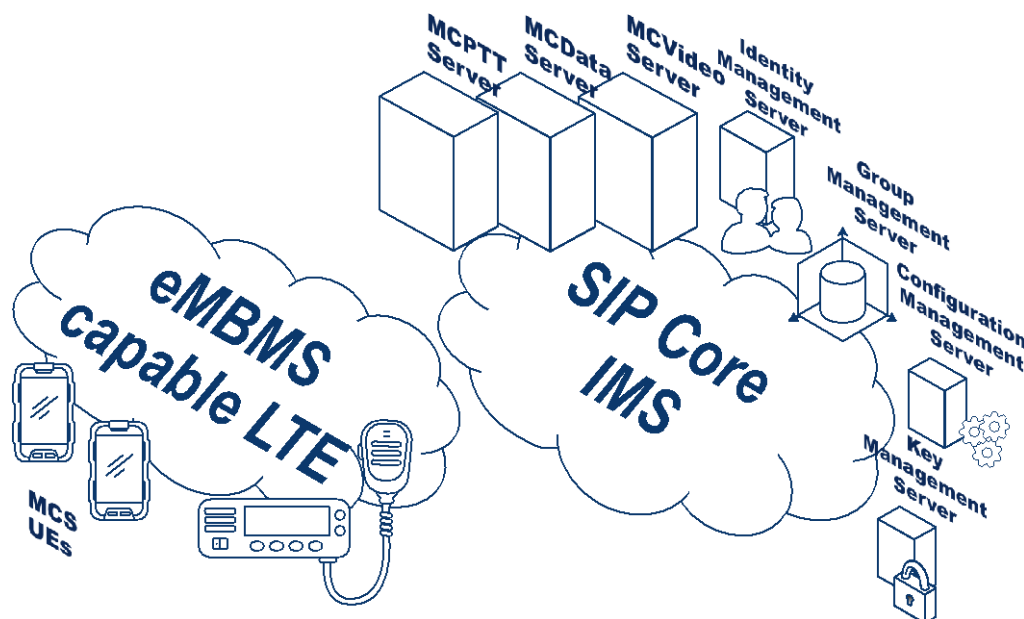 MCPTT
Server
MCData
Server
MCVideo
Server
Identity
Management
Server
Group
Management
Server
Configuration
Management
Server
Key
Management
Server
eMBMS
capable LTE
SIP Core
IMS
MCS
UEs